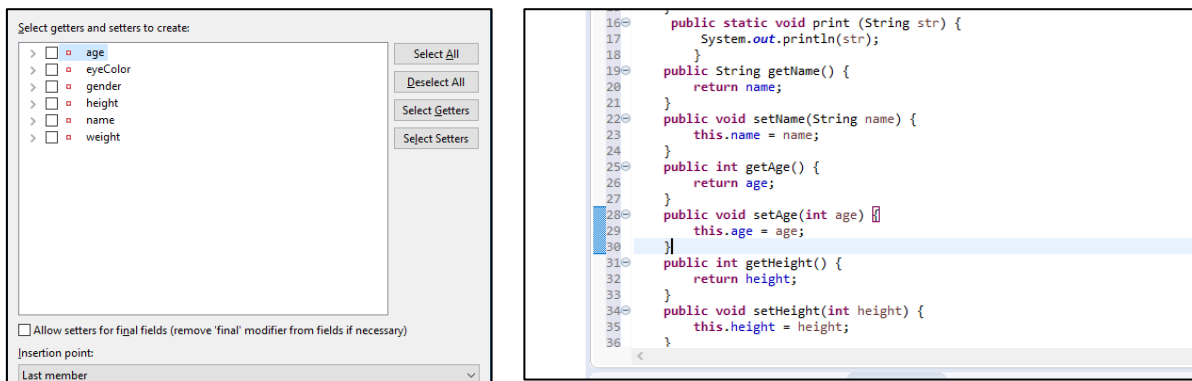 Select getters and setters to create:
age
eyeColor
gender
height
name
weight
Select All
Deselect All
Select Getters
Select Setters
Allow setters for final fields (remove 'final' modifier from fields if necessary)
Insertion point:
Last member
16 public static void print (String str) {
17 System.out.println(str);
18 }
19 public String getName() {
20 return name;
21 }
22 public void setName(String name) {
23 this.name = name;
24 }
25 public int getAge() {
26 return age;
27 }
28 public void setAge(int age) {
29 this.age = age;
30 }
31 public int getHeight() {
32 return height;
33 }
34 public void setHeight(int height) {
35 this.height = height;
36 }